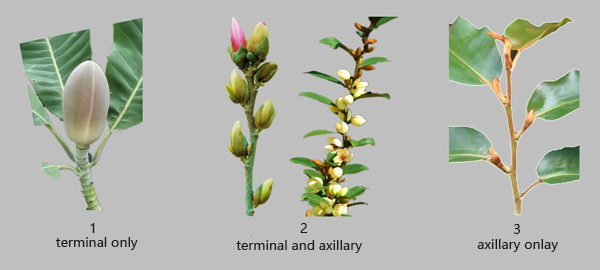 1
terminal only
2
terminal and axillary
3
axillary onlay